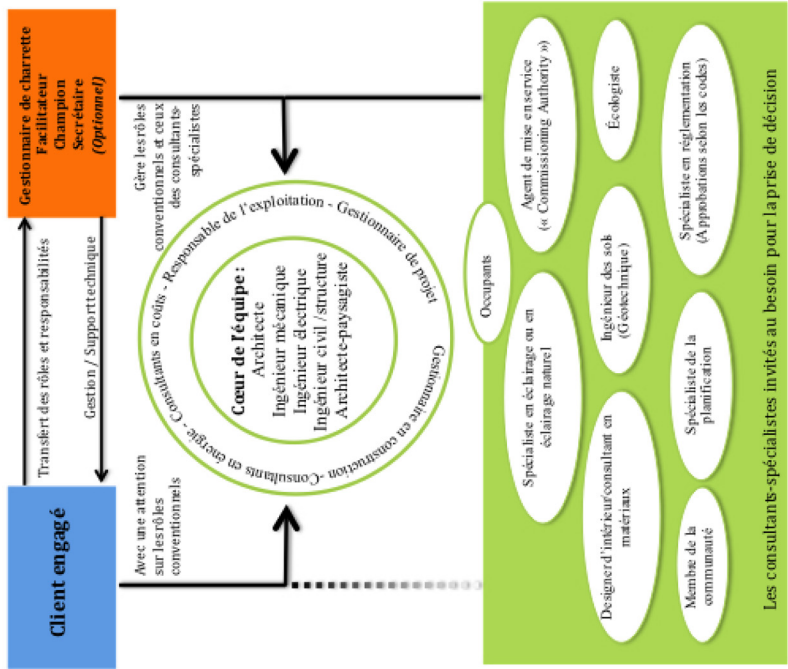 Client engagé
Transfert des rôles et responsabilités
Gestion / Supporttechnique
Gestionnaire de charrette
Facilitateur
Champion
Secrétaire
(Optionnel)
Avec une attention
sur les rôles
conventionnels
Gère les rôles
conventionnels et ceux
des consultants-
spécialistes
Gestionnaire en construction - Consultants en énergie - Consultants en coûts - Responsable de l'exploitation - Gestionnaire de projet
Cœur de l'équipe :
Architecte
Ingénieur mécanique
Ingénieur électrique
Ingénieur civil /structure
Architecte-paysagiste
Occupants
Spécialiste en éclairage ou en
éclairage naturel
Agent de mise en service
(« Commissioning Authority »)
Designer d'intérieur/consultant en
matériaux
Ingénieur des sols
(Géotechnique)
Écologiste
Membre de la
communauté
Spécialiste de la
planification
Spécialiste en réglementation
(Approbations selon les codes)
Les consultants-spécialistes invités au besoin pour la prise de décision